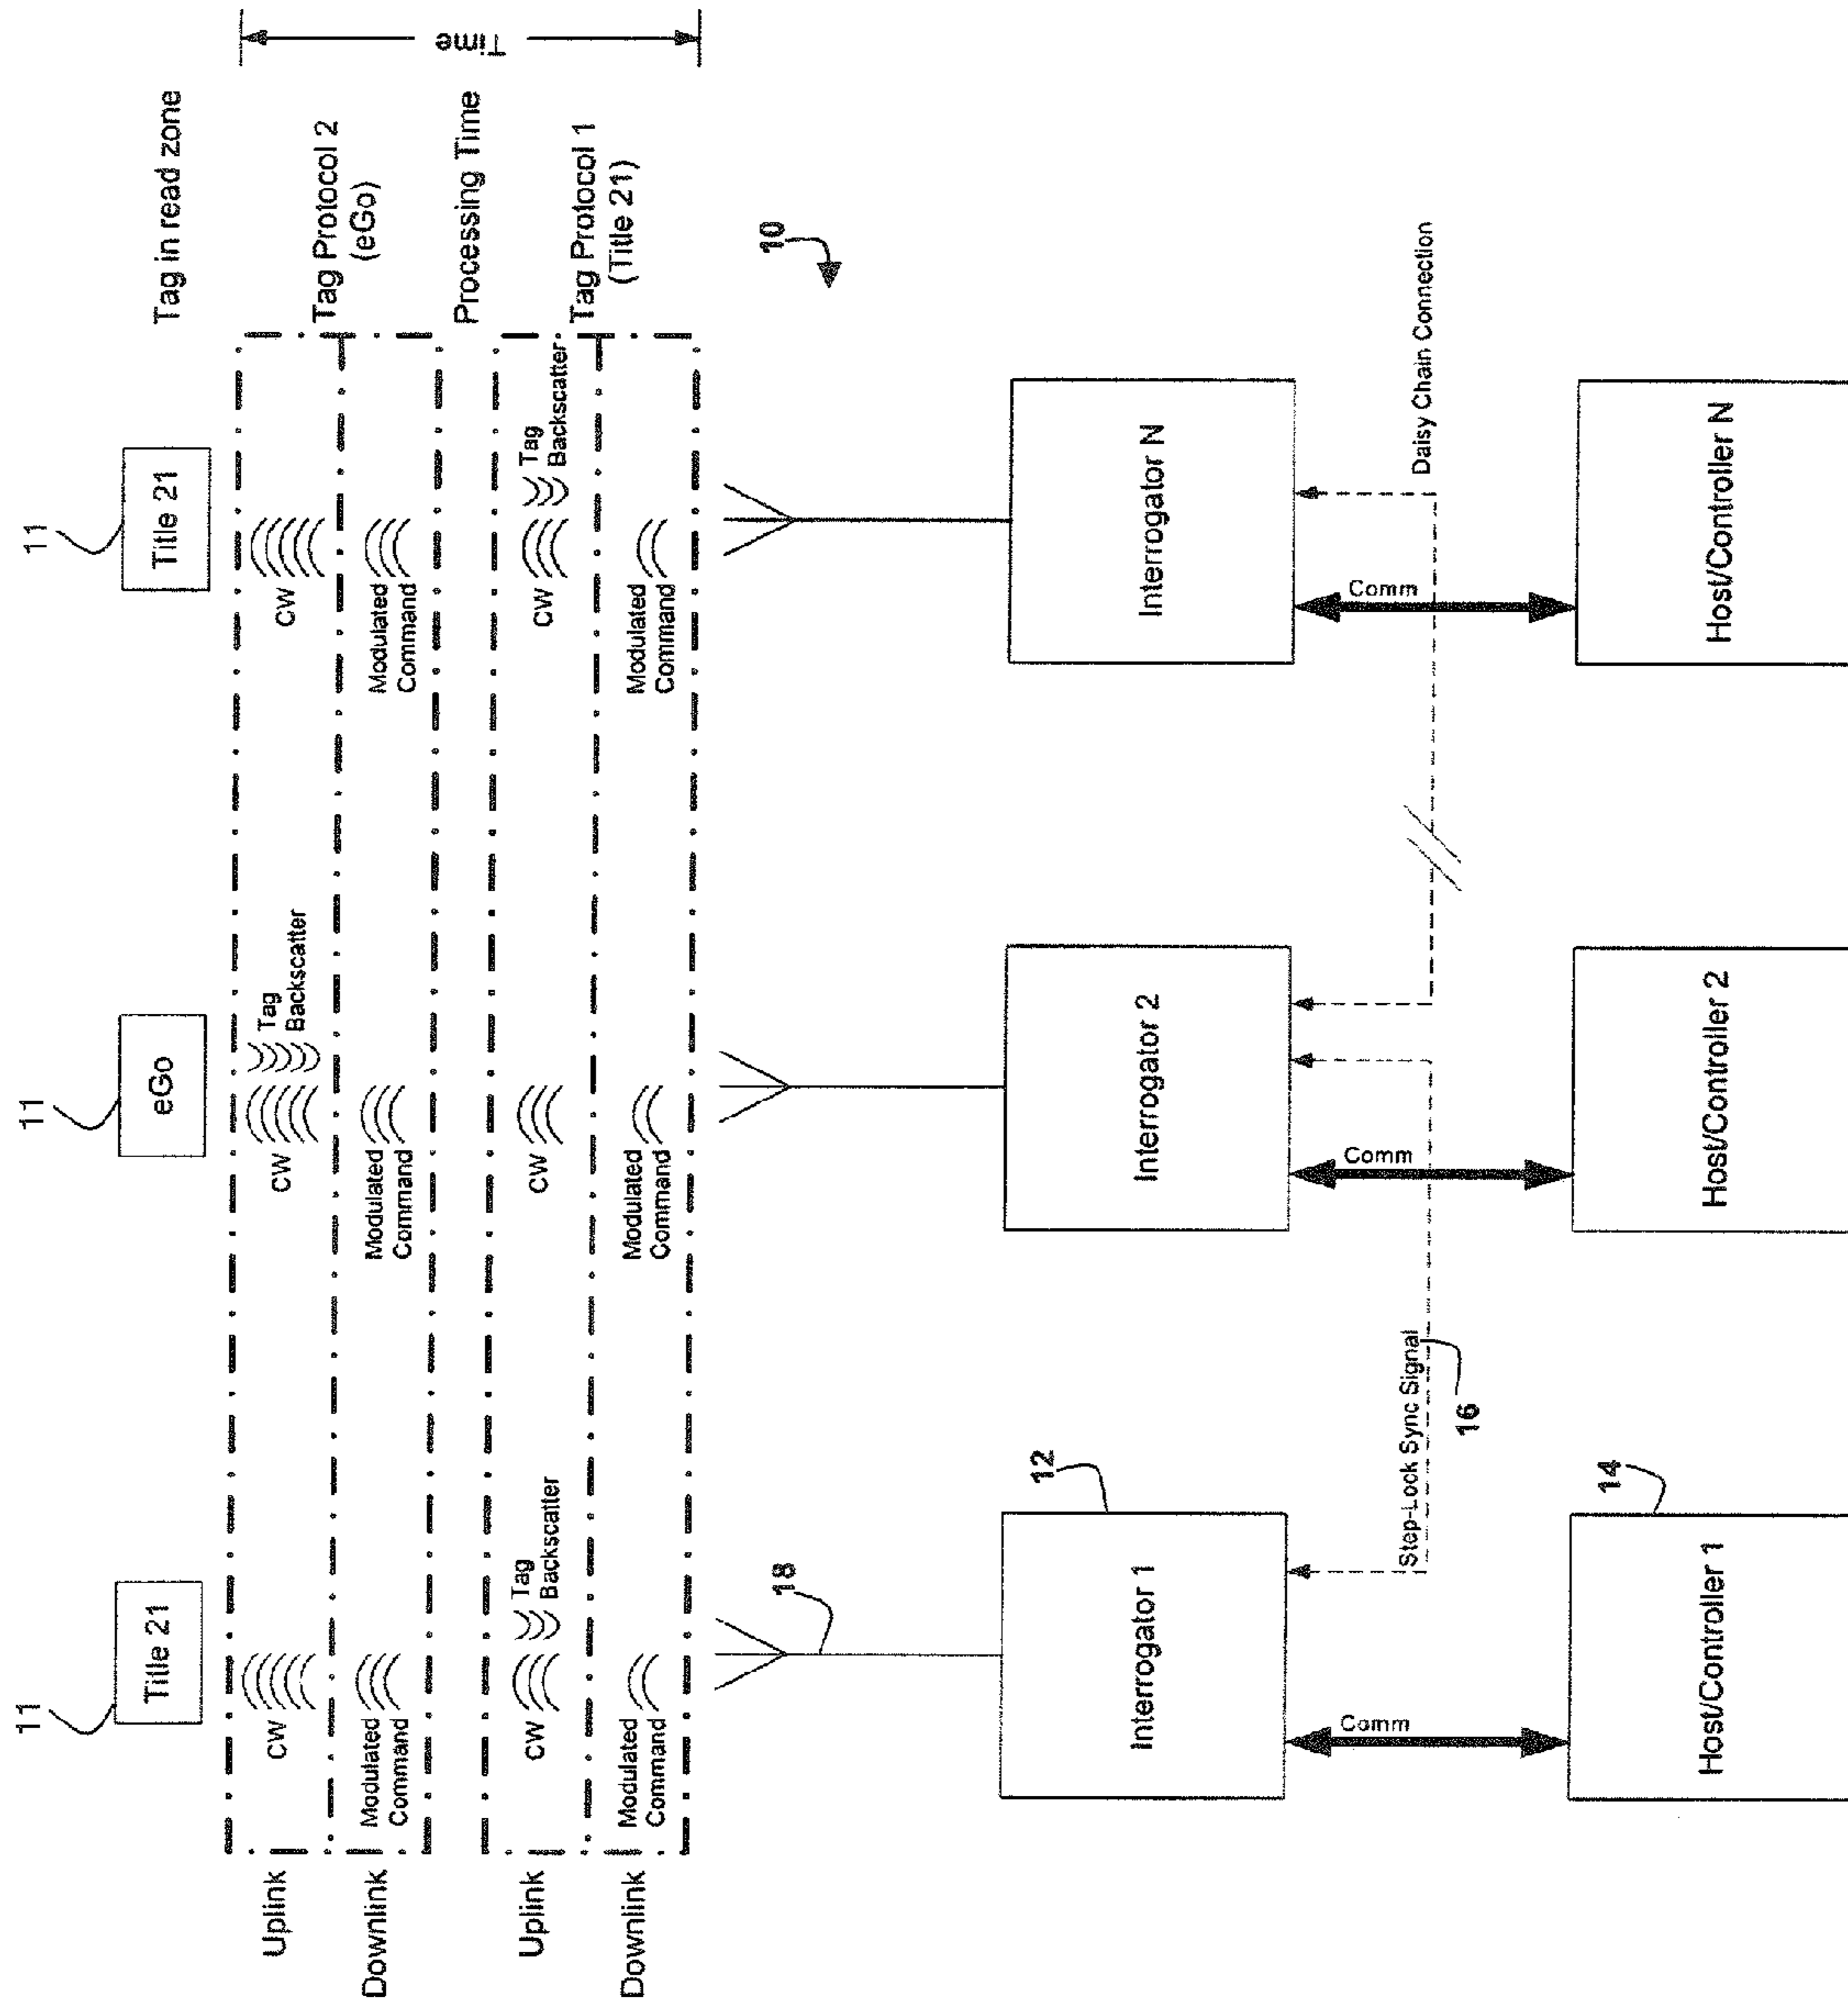 11
11
11
Title 21
eGo
Title 21
Tag in read zone
Time
Uplink
CW
CW
Tag
Backscatter
CW
Tag Protocol 2
(eGo)
Downlink
Modulated
Command
Modulated
Command
Modulated
Command
Processing Time
Uplink
CW
Tag
Backscatter
CW
CW
Tag
Backscatter
Tag Protocol 1
(Title 21)
Downlink
Modulated
Command
Modulated
Command
Modulated
Command
18
10
12
Interrogator 1
Interrogator 2
Interrogator N
Comm
Step-Lock Sync Signal
16
Comm
Comm
Daisy Chain Connection
14
Host/Controller 1
Host/Controller 2
Host/Controller N